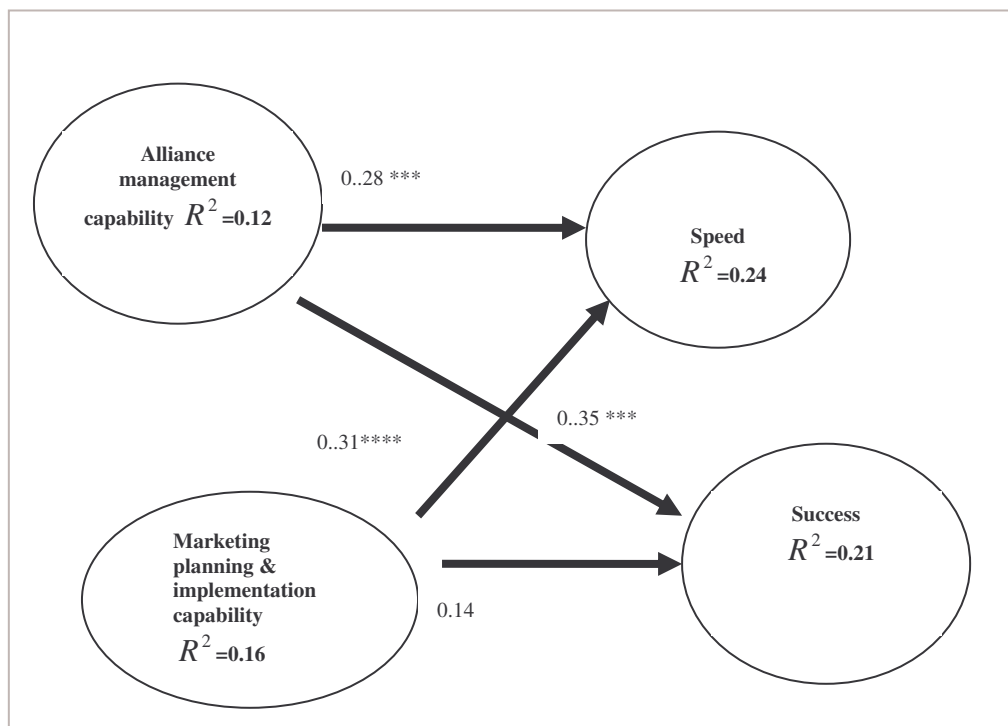 Alliance
management
capability R² =0.12
0..28 ***
Speed
R² =0.24
0..31****
0..35 ***
Marketing
planning &
implementation
capability
R² =0.16
0.14
Success
R² =0.21